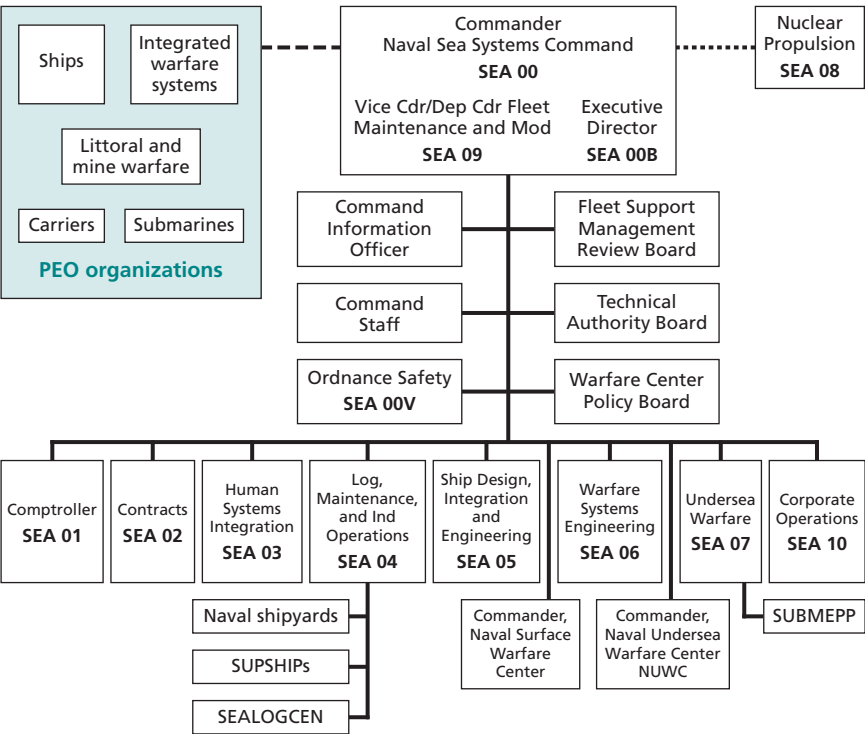 Ships
Integrated
warfare
systems
Littoral and
mine warfare
Carriers
Submarines
PEO organizations
Commander
Naval Sea Systems Command
SEA 00
Vice Cdr/Dep Cdr Fleet
Maintenance and Mod
SEA 09
Executive
Director
SEA 00B
Nuclear
Propulsion
SEA 08
Command
Information
Officer
Fleet Support
Management
Review Board
Command
Staff
Technical
Authority Board
Ordnance Safety
SEA 00V
Warfare Center
Policy Board
Comptroller
SEA 01
Contracts
SEA 02
Human
Systems
Integration
SEA 03
Log,
Maintenance,
and Ind
Operations
SEA 04
Ship Design,
Integration
and
Engineering
SEA 05
Warfare
Systems
Engineering
SEA 06
Undersea
Warfare
SEA 07
Corporate
Operations
SEA 10
Naval shipyards
SUPSHIPs
SEALOGCEN
Commander,
Naval Surface
Warfare
Center
Commander,
Naval Undersea
Warfare Center
NUWC
SUBMEPP